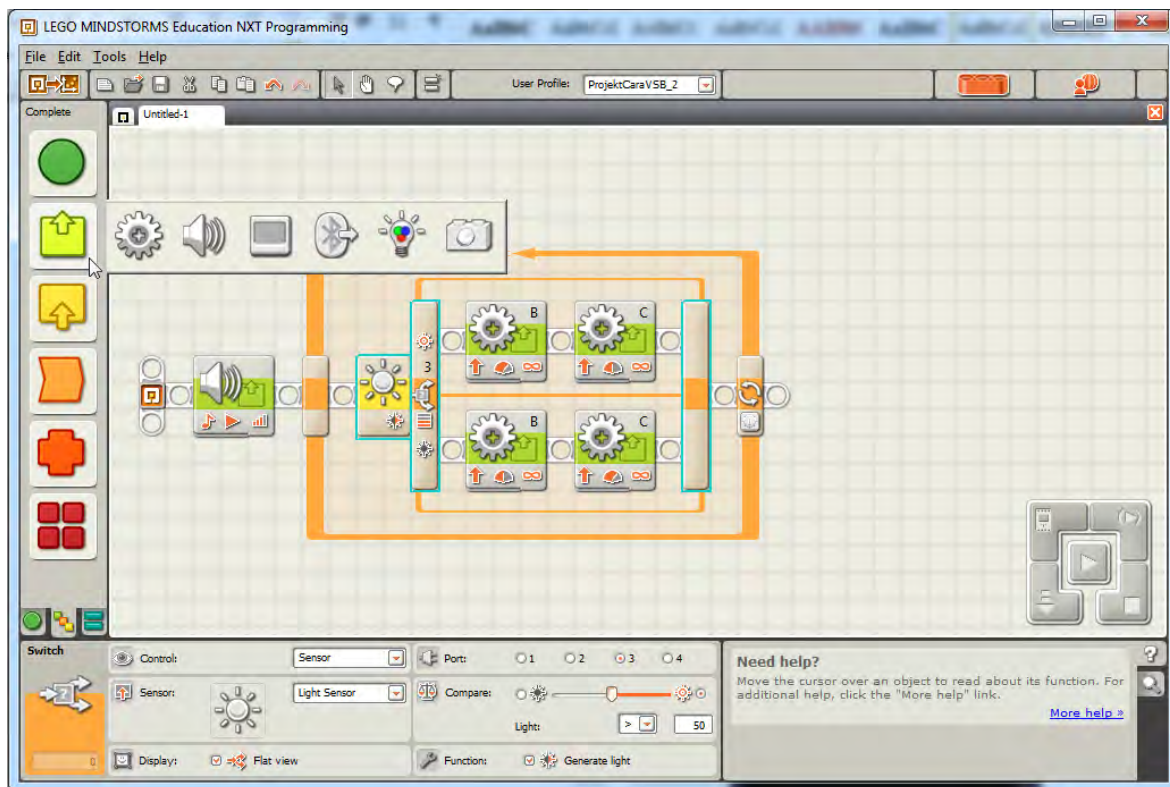 LEGO MINDSTORMS Education NXT Programming
File Edit Tools Help
User Profile: ProjektCaraVSB_2
Complete
Untitled-1
B C
3
B C
Switch
Control: Sensor
Port: 1 2 3 4
Sensor: Light Sensor
Compare:
Light: > 50
Display: Flat view
Function: Generate light
0
Need help?
Move the cursor over an object to read about its function. For
additional help, click the "More help" link.
More help »
?